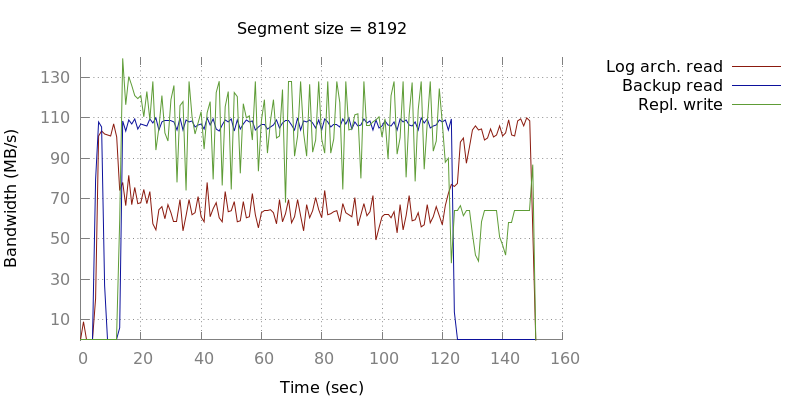 Segment size = 8192
Log arch. read
Backup read
Repl. write
Bandwidth (MB/s)
130
110
90
70
50
30
10
0 20 40 60 80 100 120 140 160
Time (sec)